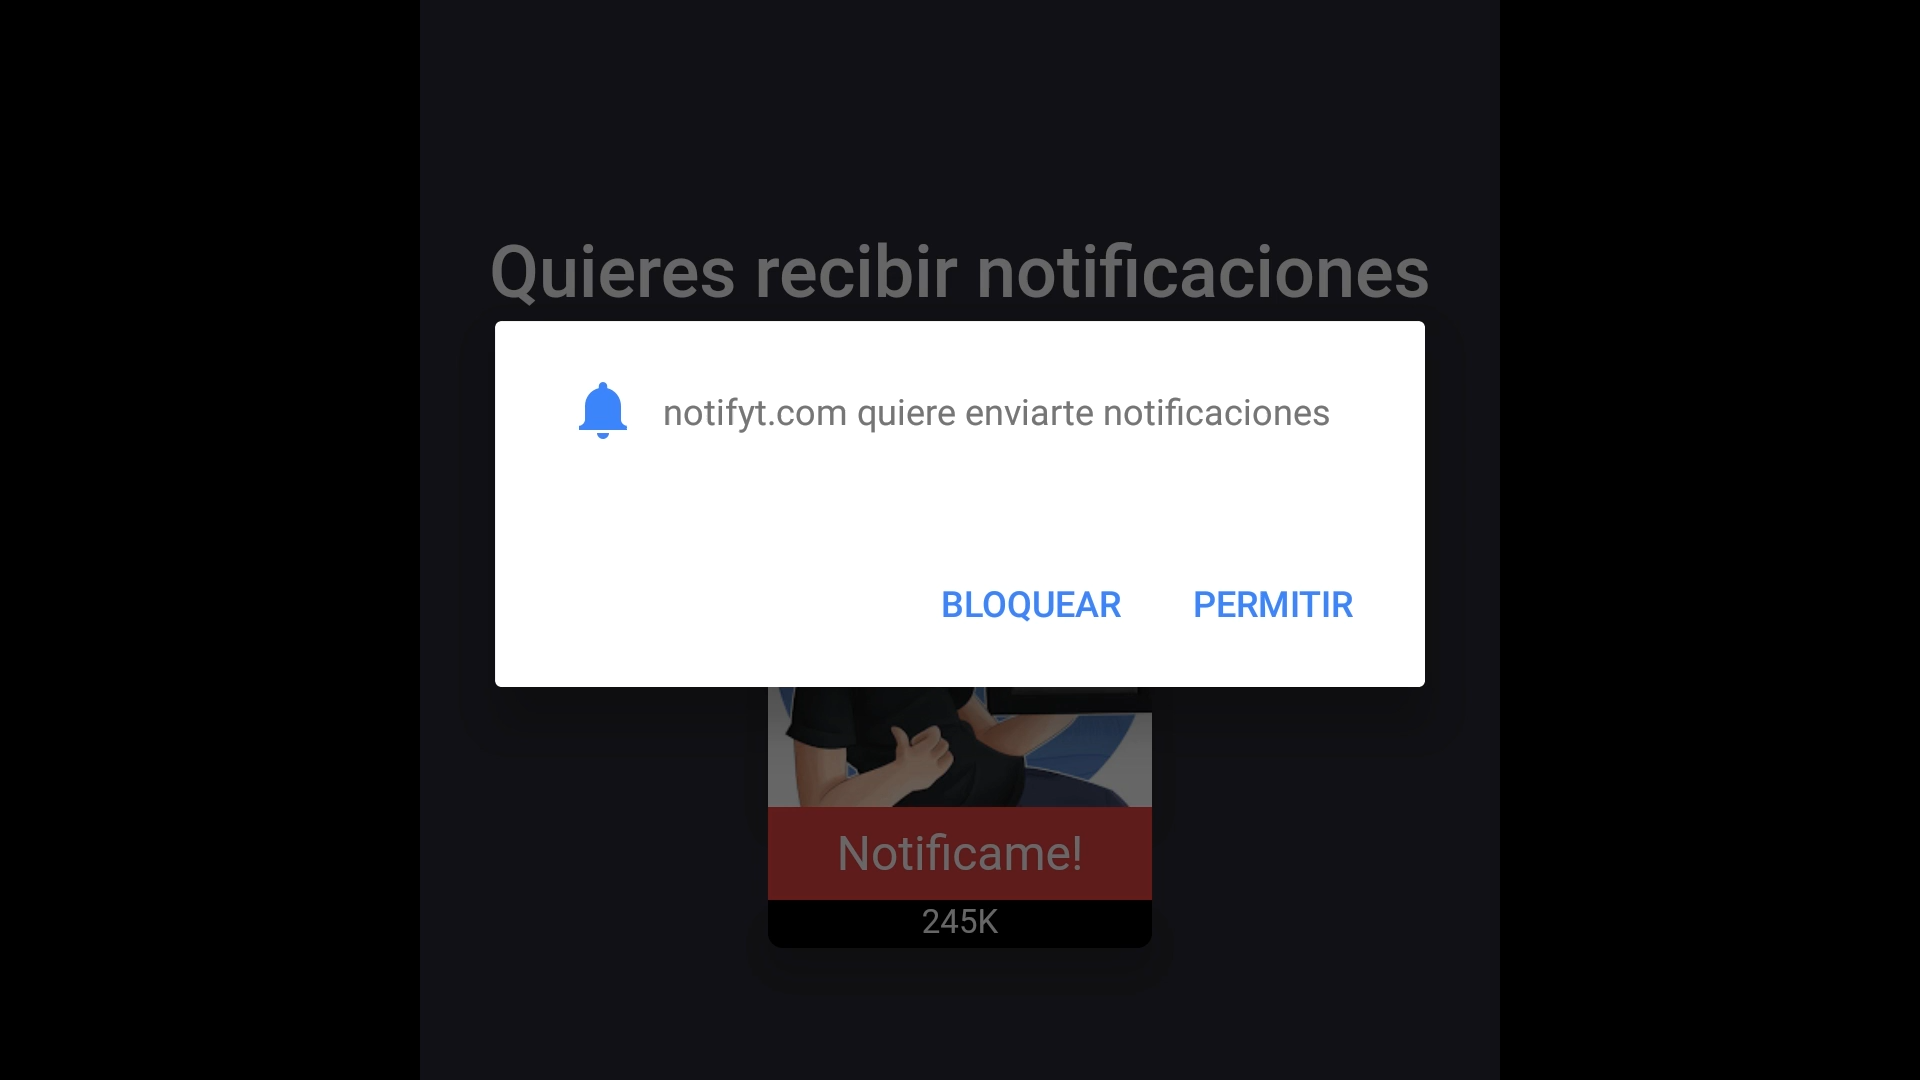 Quieres recibir notificaciones
notifyt.com quiere enviarte notificaciones
BLOQUEAR PERMITIR
Notificame!
245K